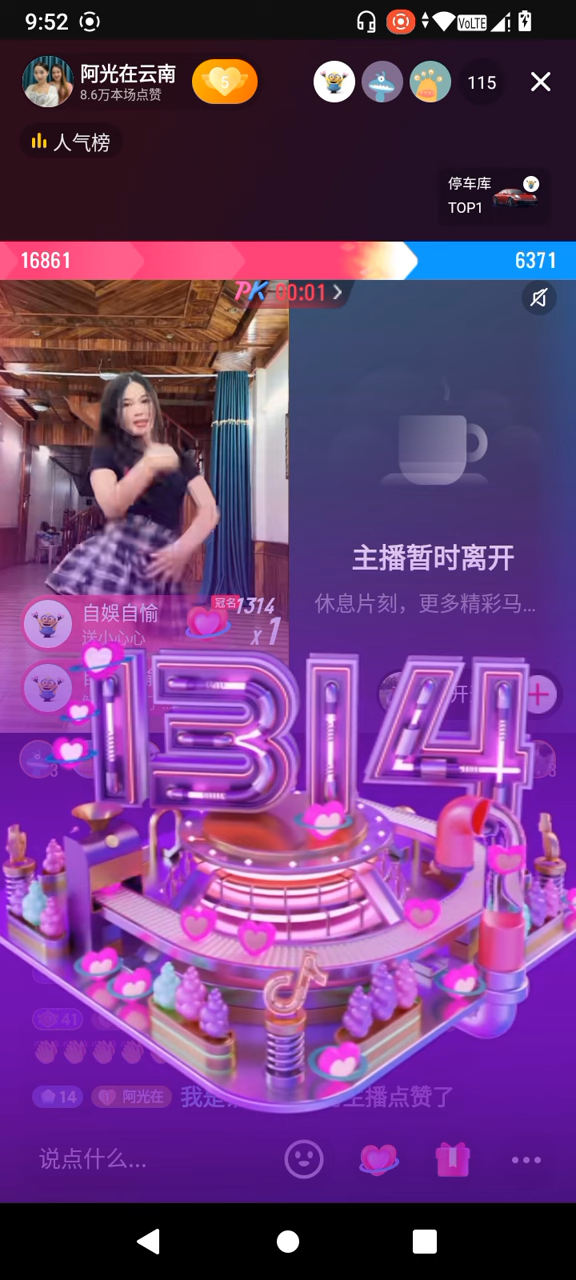 9:52
VoLTE
阿光在云南
8.6万本场点赞
5
115
人气榜
停车库
TOP1
16861
6371
PK 00:01
主播暂时离开
休息片刻，更多精彩马...
自娱自愉
送小心心
冠名
1314
x1
1314
41
14
阿光在
我是
主播点赞了
说点什么...